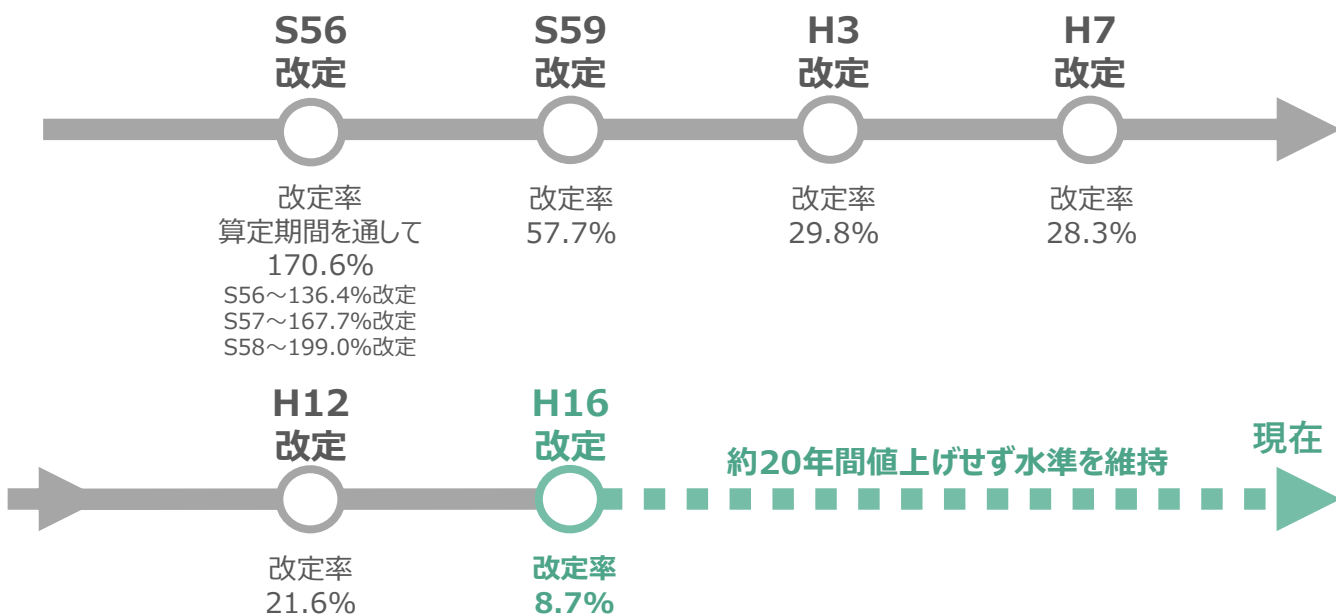 S56
改定
S59
改定
H3
改定
H7
改定
改定率
算定期間を通して
170.6%
S56～136.4%改定
S57～167.7%改定
S58～199.0%改定
改定率
57.7%
改定率
29.8%
改定率
28.3%
H12
改定
H16
改定
約20年間値上げせず水準を維持
現在
改定率
21.6%
改定率
8.7%